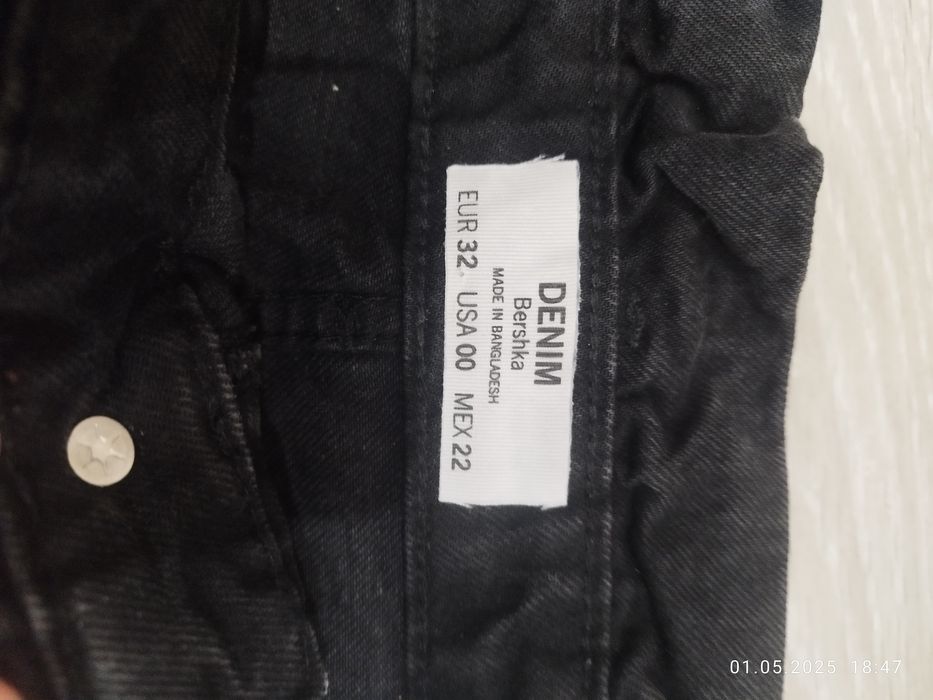 DENIM
Bershka
MADE IN BANGLADESH
EUR 32 USA 00 MEX 22
01.05.2025 18:47